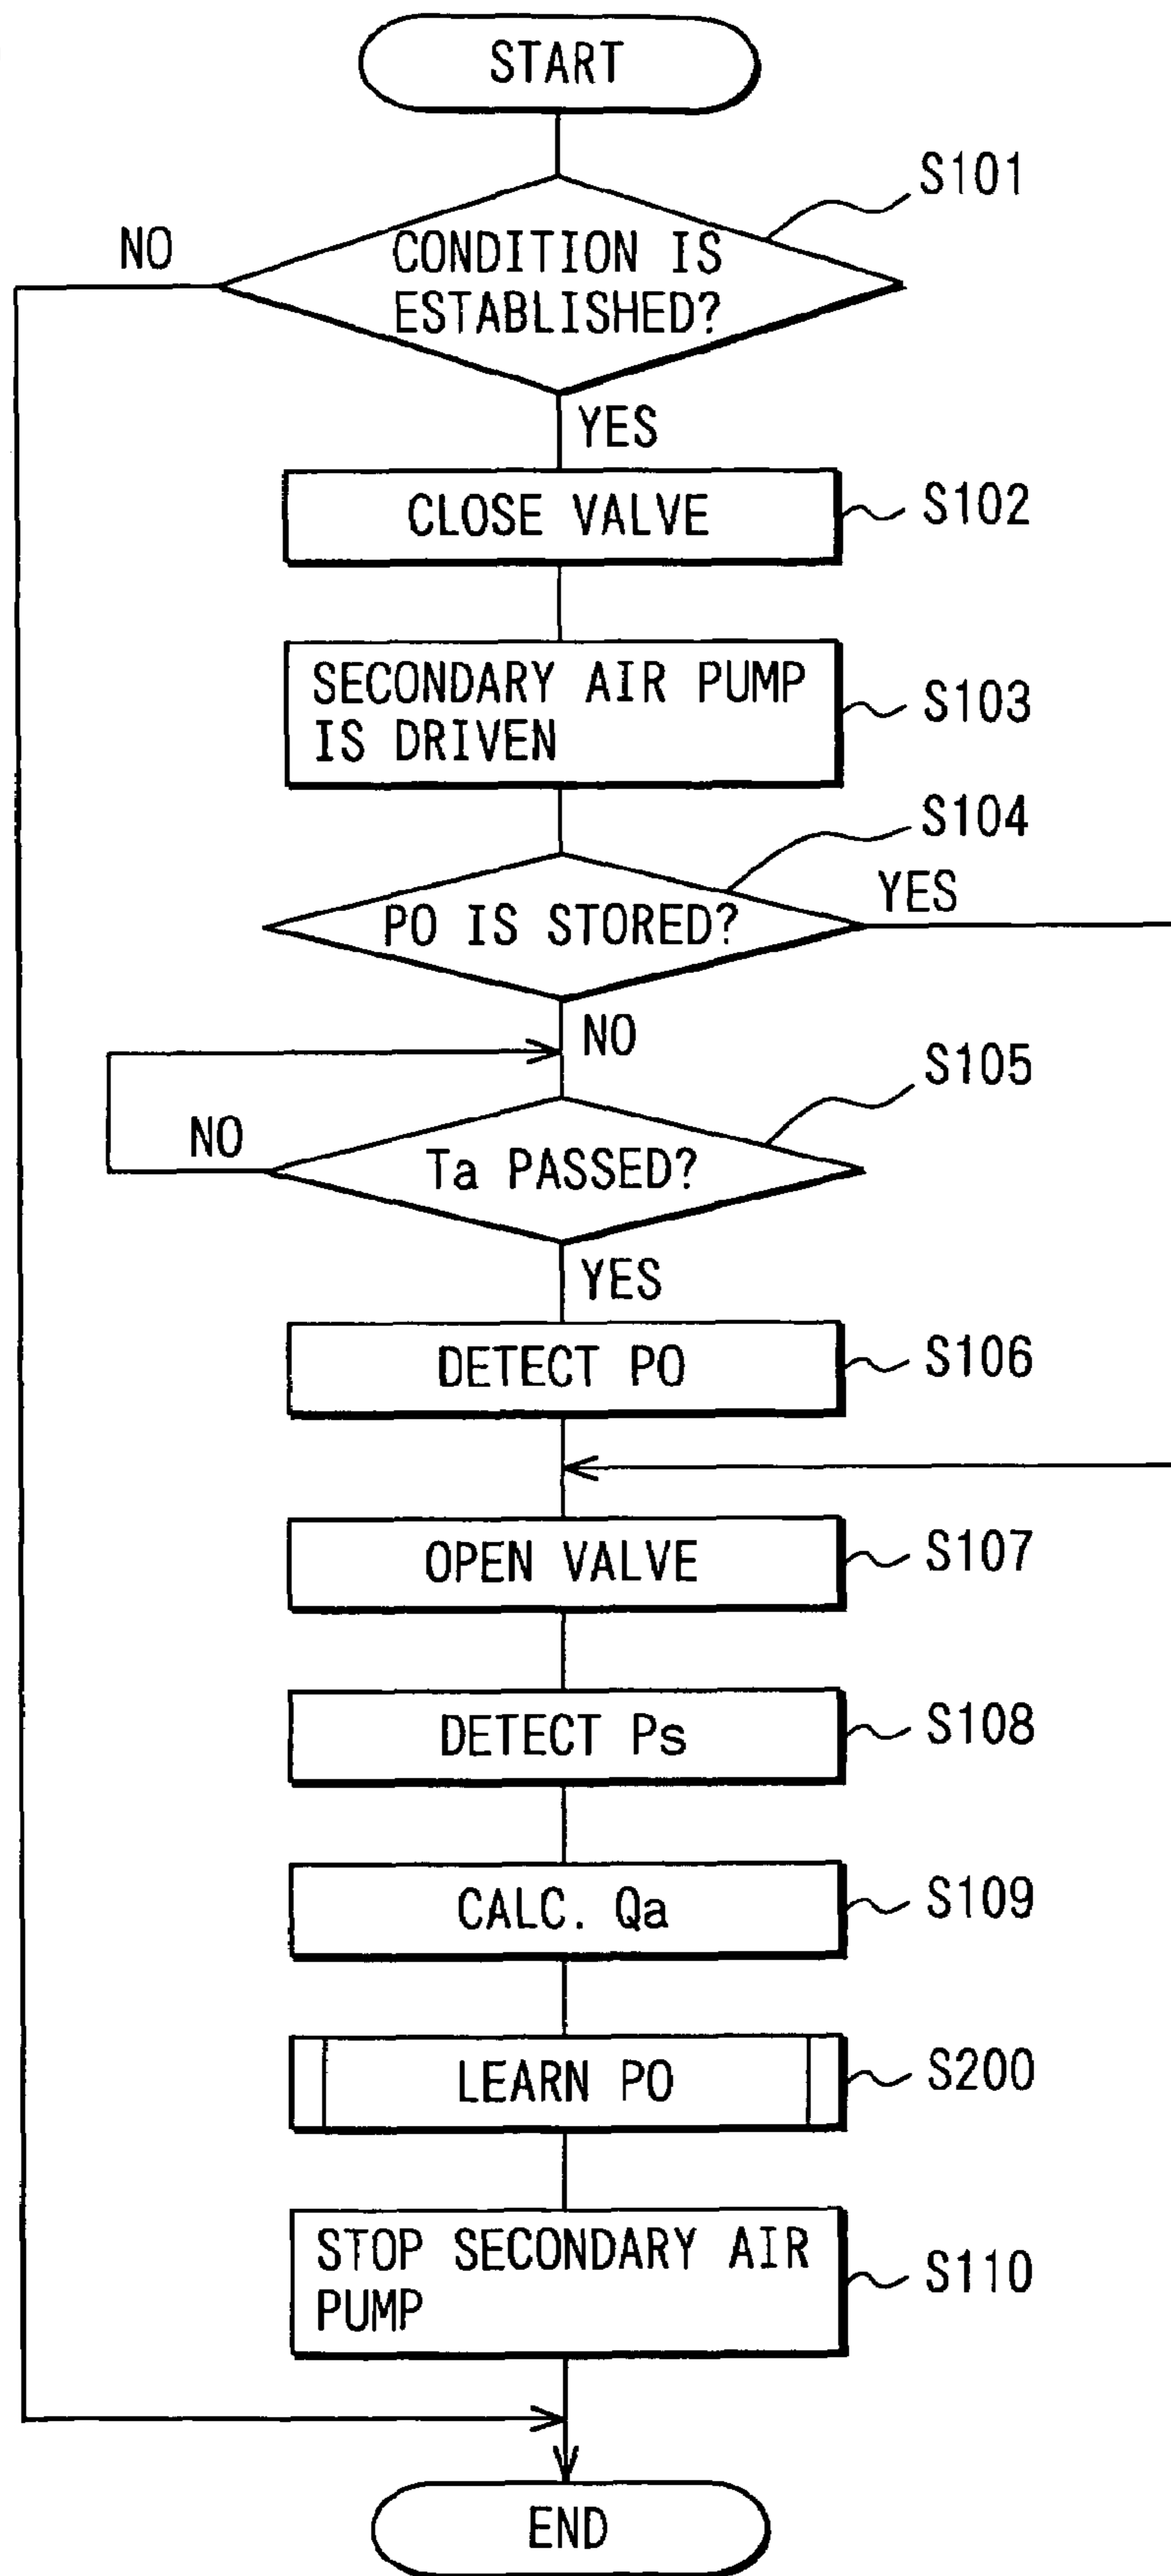 START
S101
NO
CONDITION IS
ESTABLISHED?
YES
CLOSE VALVE
S102
SECONDARY AIR PUMP
IS DRIVEN
S103
S104
YES
PO IS STORED?
NO
S105
NO
Ta PASSED?
YES
DETECT PO
S106
OPEN VALVE
S107
DETECT Ps
S108
CALC. Qa
S109
LEARN PO
S200
STOP SECONDARY AIR
PUMP
S110
END